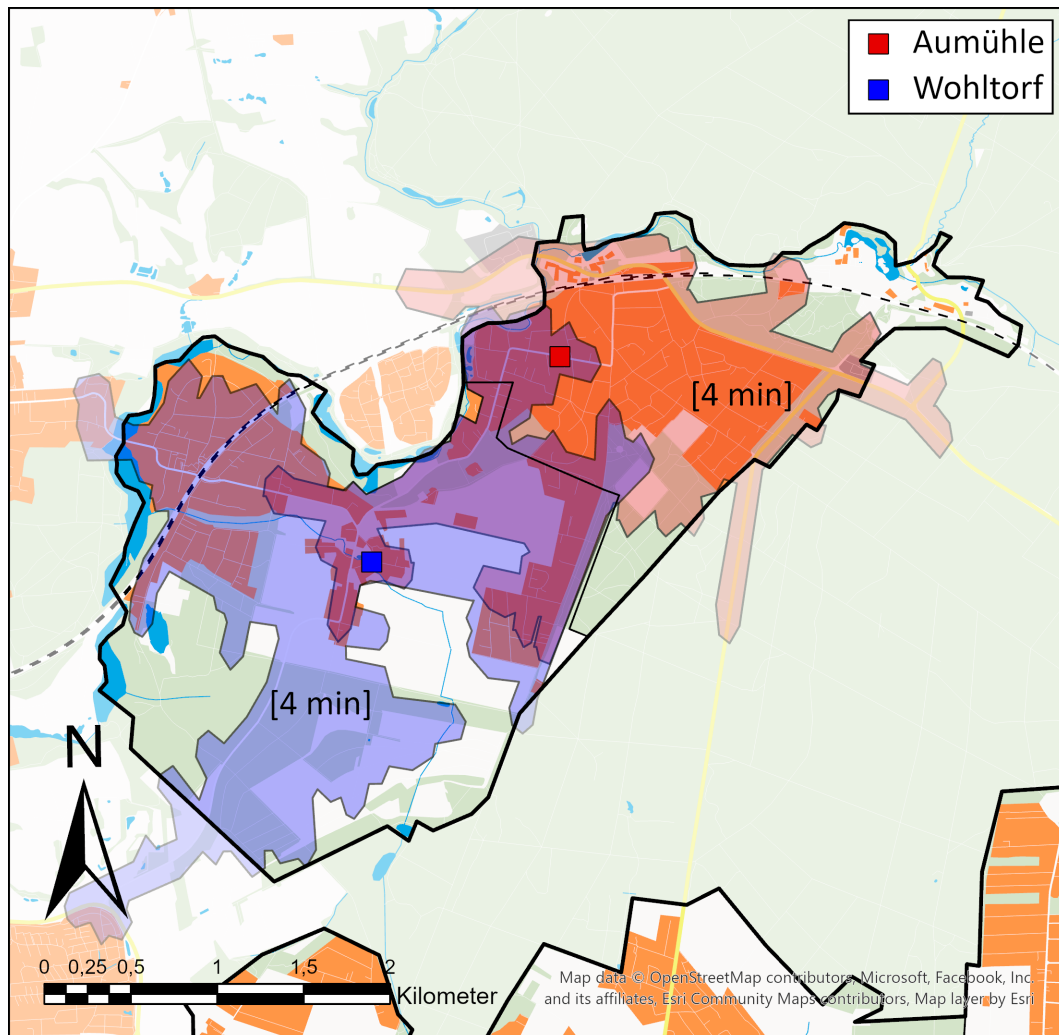 Aumühle
Wohltorf
[4 min]
[4 min]
N
0 0,25 0,5 1 1,5 2
Kilometer
Map data © OpenStreetMap contributors, Microsoft, Facebook, Inc.
and its affiliates, Esri Community Maps contributors, Map layer by Esri